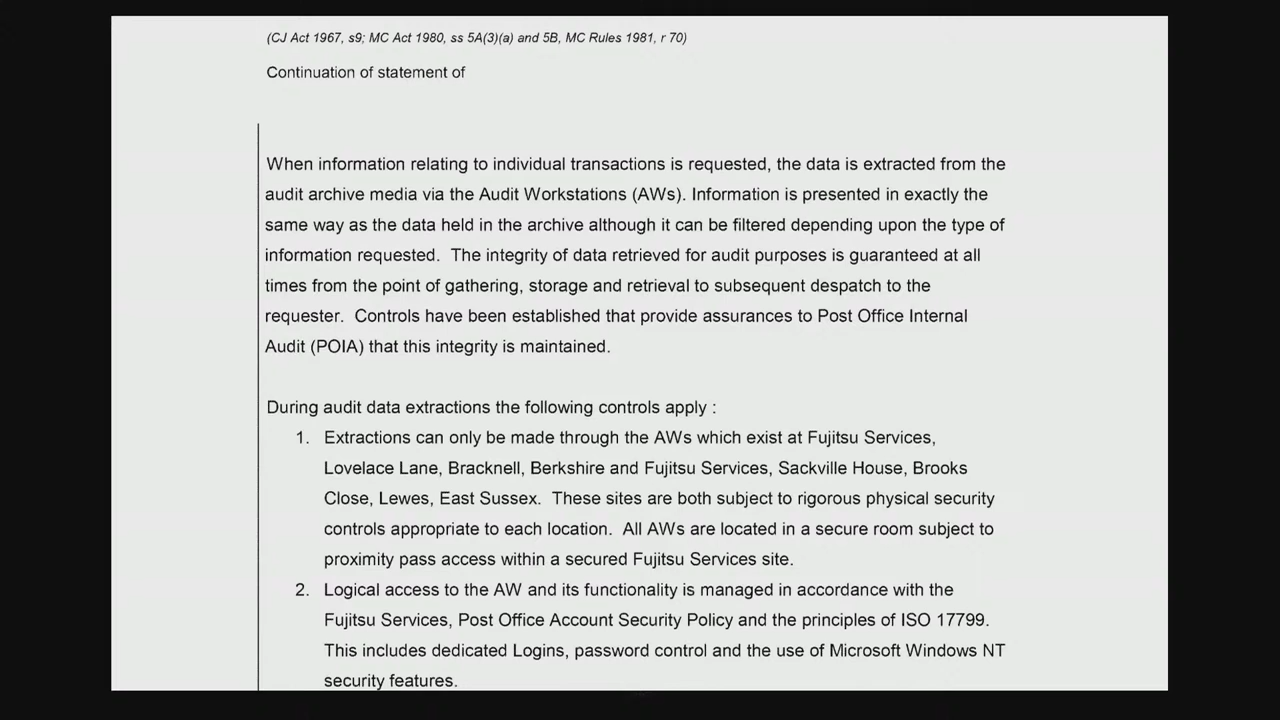 (CJ Act 1967, s9; MC Act 1980, ss 5A(3)(a) and 5B, MC Rules 1981, r 70)
Continuation of statement of
When information relating to individual transactions is requested, the data is extracted from the
audit archive media via the Audit Workstations (AWs). Information is presented in exactly the
same way as the data held in the archive although it can be filtered depending upon the type of
information requested.  The integrity of data retrieved for audit purposes is guaranteed at all
times from the point of gathering, storage and retrieval to subsequent despatch to the
requester.  Controls have been established that provide assurances to Post Office Internal
Audit (POIA) that this integrity is maintained.
During audit data extractions the following controls apply :
1. Extractions can only be made through the AWs which exist at Fujitsu Services,
Lovelace Lane, Bracknell, Berkshire and Fujitsu Services, Sackville House, Brooks
Close, Lewes, East Sussex.  These sites are both subject to rigorous physical security
controls appropriate to each location.  All AWs are located in a secure room subject to
proximity pass access within a secured Fujitsu Services site.
2. Logical access to the AW and its functionality is managed in accordance with the
Fujitsu Services, Post Office Account Security Policy and the principles of ISO 17799.
This includes dedicated Logins, password control and the use of Microsoft Windows NT
security features.